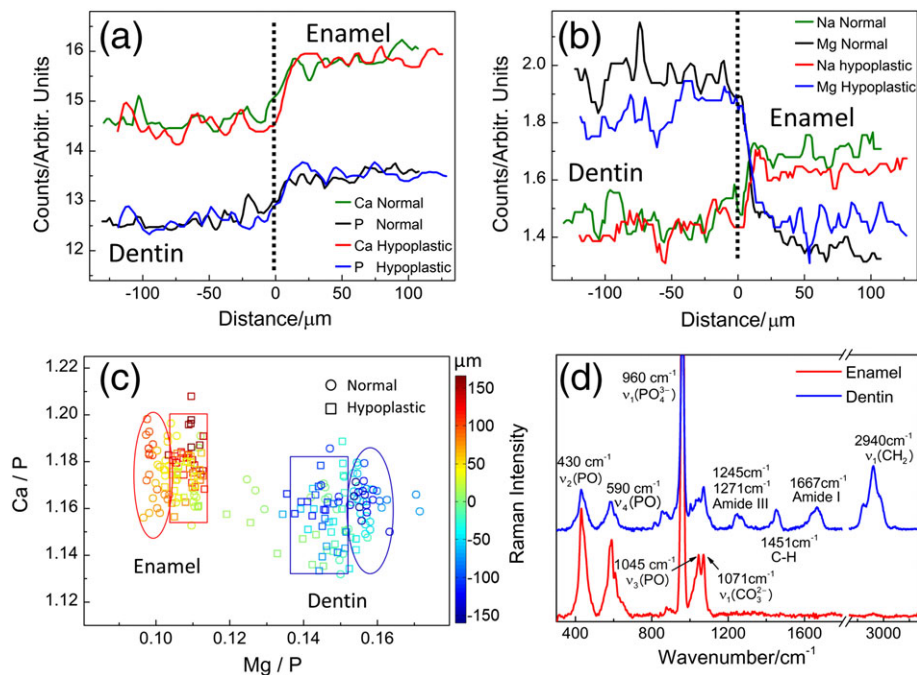 (a)
Enamel
Counts/Arbitr. Units
16
15
14
13
12
Dentin
Ca Normal
P Normal
Ca Hypoplastic
P Hypoplastic
-100 -50 0 50 100
Distance/μm
(b)
Na Normal
Mg Normal
Na hypoplastic
Mg Hypoplastic
Enamel
Counts/Arbitr. Units
2.0
1.8
1.6
1.4
Dentin
-100 -50 0 50 100
Distance/μm
(c)
Normal
Hypoplastic
Ca / P
1.22
1.20
1.18
1.16
1.14
1.12
Enamel
Dentin
0.10 0.12 0.14 0.16
Mg / P
μm
150
100
50
0
-50
-100
-150
(d)
Enamel
Dentin
Raman Intensity
960 cm⁻¹
ν₁(PO₄³⁻)
430 cm⁻¹
ν₂(PO)
590 cm⁻¹
ν₄(PO)
1245cm⁻¹
1271cm⁻¹
Amide III
1667cm⁻¹
Amide I
2940cm⁻¹
ν₁(CH₂)
1451cm⁻¹
C-H
1045 cm⁻¹
ν₃(PO)
1071cm⁻¹
ν₁(CO₃²⁻)
300 600 900 1200 1600 3000
Wavenumber/cm⁻¹